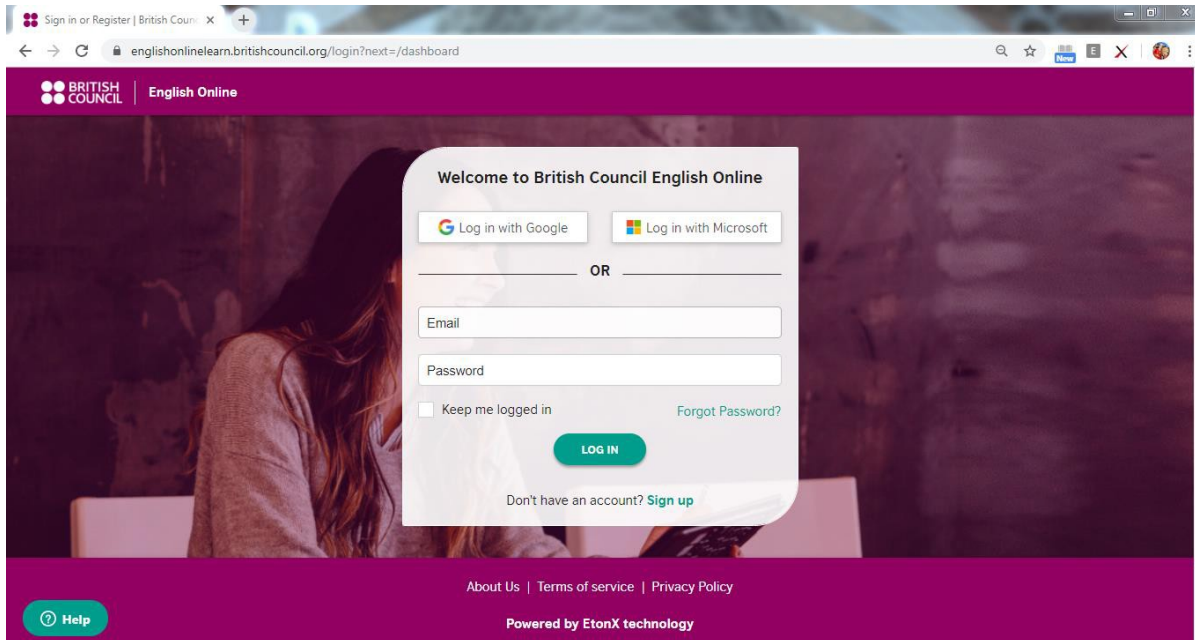 Sign in or Register | British Coun
englishonlinelearn.britishcouncil.org/login?next=/dashboard
New
E
BRITISH
COUNCIL
English Online
Welcome to British Council English Online
Log in with Google
Log in with Microsoft
OR
Email
Password
Keep me logged in
Forgot Password?
LOG IN
Don't have an account? Sign up
About Us | Terms of service | Privacy Policy
Help
Powered by EtonX technology